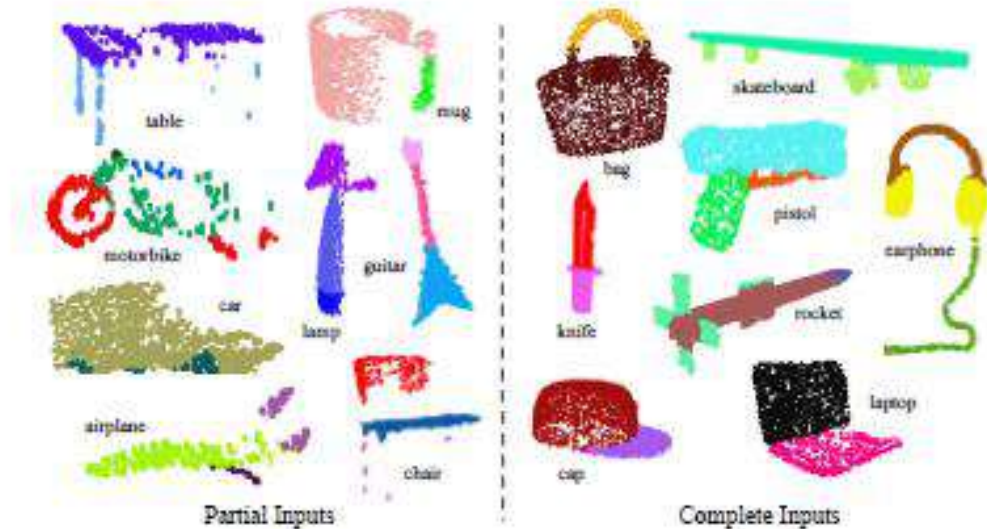 table
mug
motorbike
guitar
car
lamp
airplane
chair
Partial Inputs
skateboard
bag
pistol
earphone
knife
rocket
laptop
cap
Complete Inputs